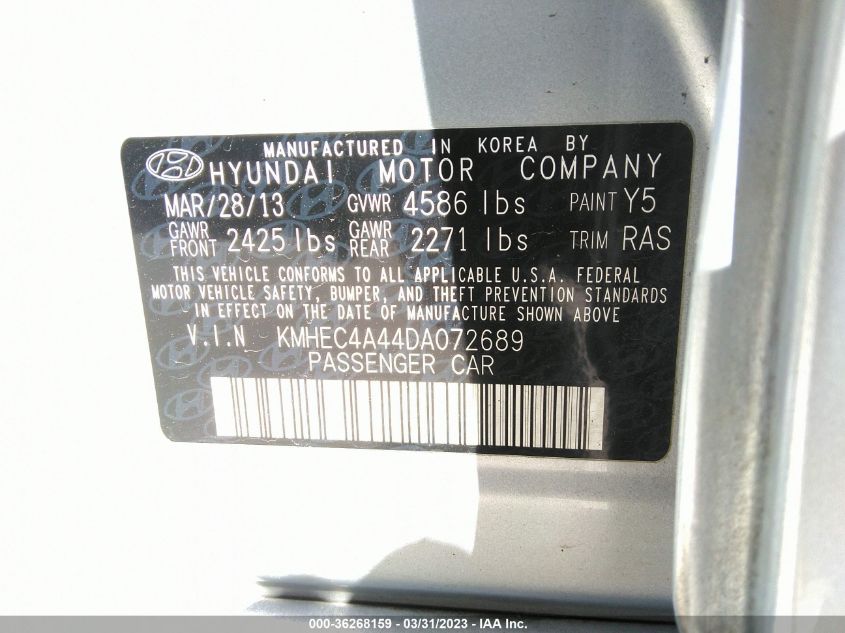 MANUFACTURED IN KOREA BY
HYUNDAI MOTOR COMPANY
MAR/28/13 GVWR 4586 lbs PAINT Y5
GAWR FRONT 2425 lbs GAWR REAR 2271 lbs TRIM RAS
THIS VEHICLE CONFORMS TO ALL APPLICABLE U.S.A. FEDERAL
MOTOR VEHICLE SAFETY, BUMPER, AND THEFT PREVENTION STANDARDS
IN EFFECT ON THE DATE OF MANUFACTURE SHOWN ABOVE
V.I.N KMHEC4A44DA072689
PASSENGER CAR
000-36268159 - 03/31/2023 - IAA Inc.